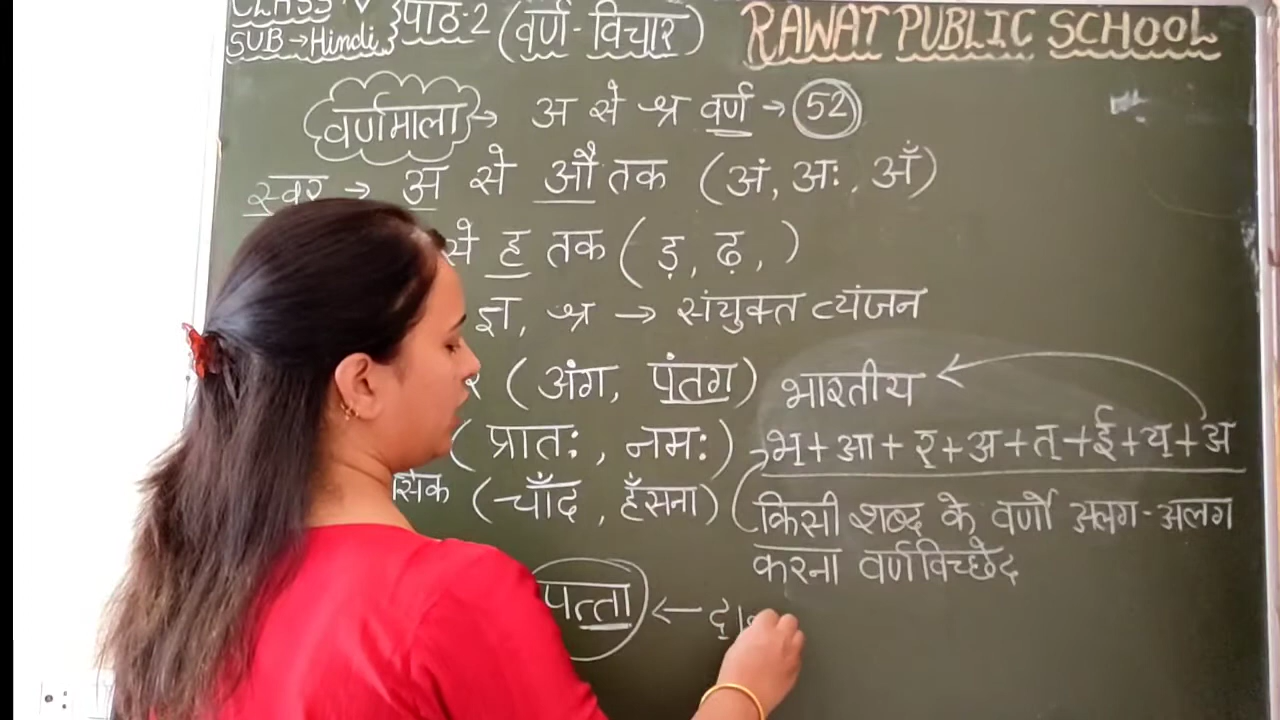 CLASS V
SUB→Hindi
पाठ-2 (वर्ण-विचार)
RAWAT PUBLIC SCHOOL
वर्णमाला → अ से श्र वर्ण → 52
स्वर → अ से औ तक (अं, अः, अँ)
से ह तक (ड़, ढ़, )
ज्ञ, श्र → संयुक्त व्यंजन
(अंग, पंतग)
भारतीय
(प्रातः, नमः)
भ्+आ+र्+अ+त्+ई+य्+अ
(चाँद, हँसना)
किसी शब्द के वर्णों अलग-अलग
करना वर्णविच्छेद
पत्ता ←